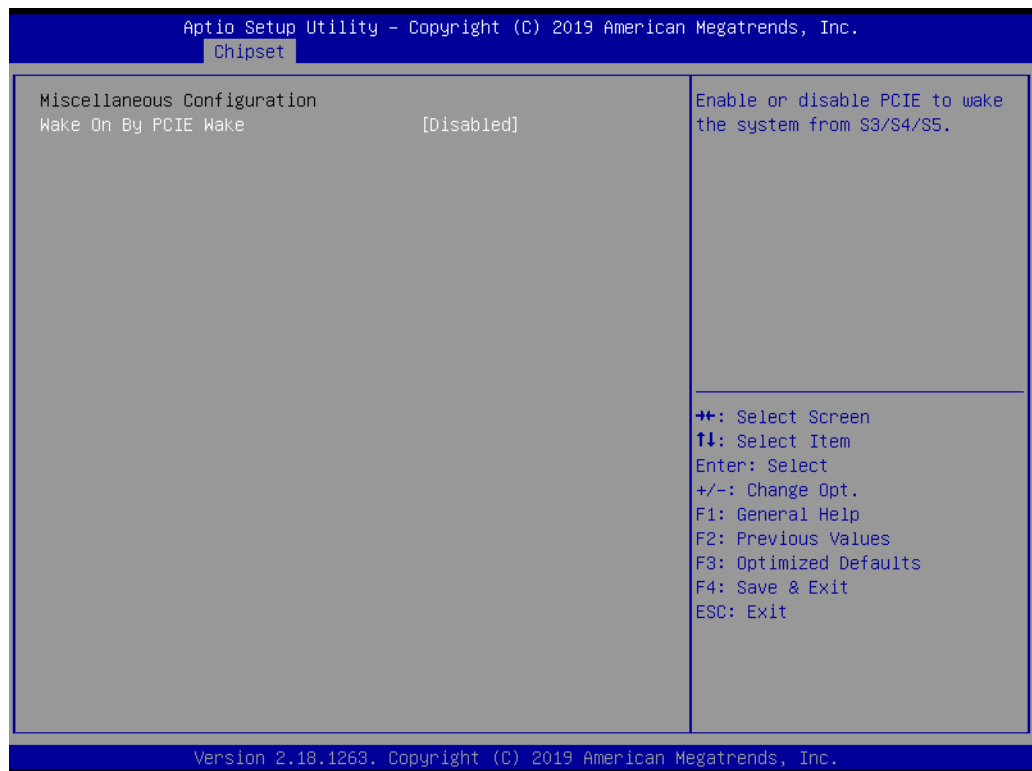 Aptio Setup Utility – Copyright (C) 2019 American Megatrends, Inc.
Chipset
Miscellaneous Configuration
Wake On By PCIE Wake [Disabled]
Enable or disable PCIE to wake
the system from S3/S4/S5.
→←: Select Screen
↑↓: Select Item
Enter: Select
+/-: Change Opt.
F1: General Help
F2: Previous Values
F3: Optimized Defaults
F4: Save & Exit
ESC: Exit
Version 2.18.1263. Copyright (C) 2019 American Megatrends, Inc.